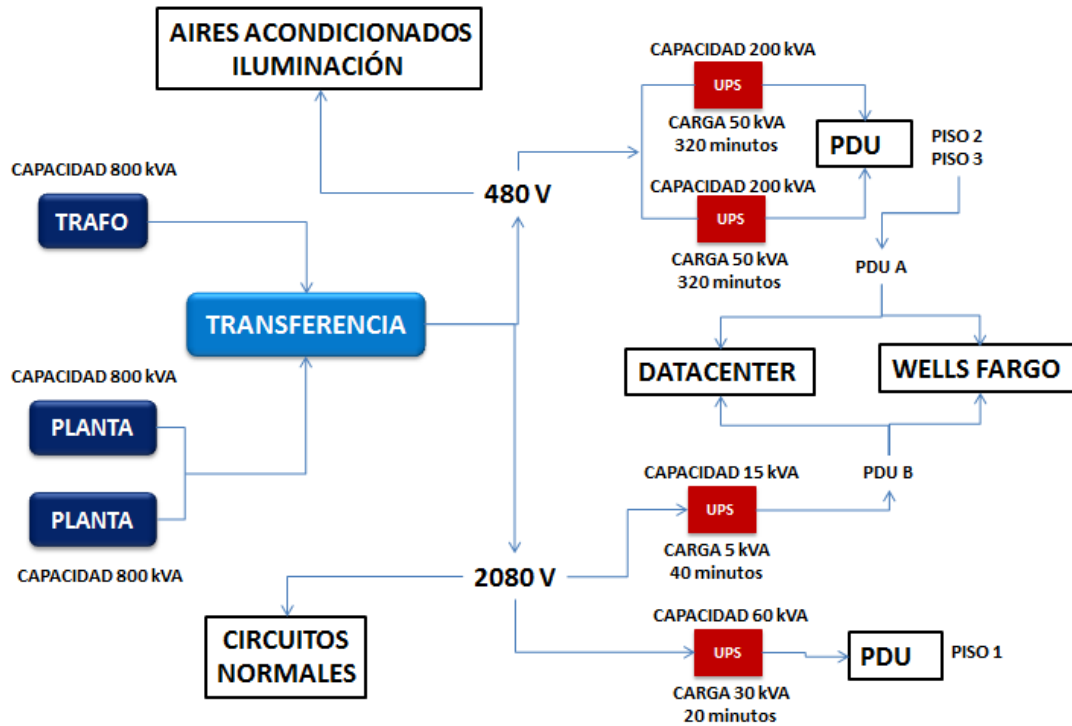 AIRES ACONDICIONADOS
ILUMINACIÓN
CAPACIDAD 200 kVA
UPS
CARGA 50 kVA
320 minutos
PDU
PISO 2
PISO 3
CAPACIDAD 800 kVA
TRAFO
480 V
CAPACIDAD 200 kVA
UPS
CARGA 50 kVA
320 minutos
PDU A
TRANSFERENCIA
DATACENTER
WELLS FARGO
CAPACIDAD 800 kVA
PLANTA
PLANTA
CAPACIDAD 800 kVA
CAPACIDAD 15 kVA
UPS
CARGA 5 kVA
40 minutos
PDU B
2080 V
CIRCUITOS
NORMALES
CAPACIDAD 60 kVA
UPS
CARGA 30 kVA
20 minutos
PDU
PISO 1